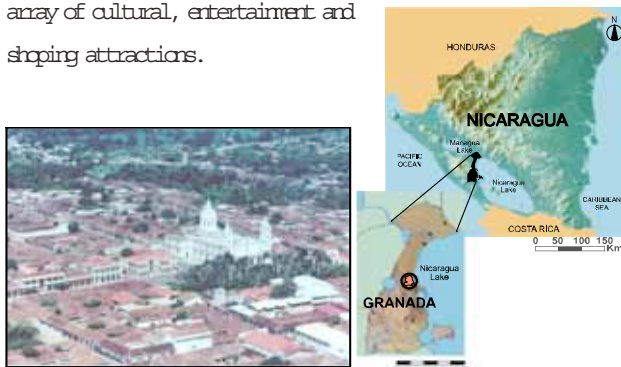 array of cultural, entertainment and
shoping attractions.
N
HONDURAS
NICARAGUA
Managua
Lake
PACIFIC
OCEAN
Nicaragua
Lake
CARIBBEAN
SEA
COSTA RICA
0 50 100 150
Km
Nicaragua
Lake
GRANADA